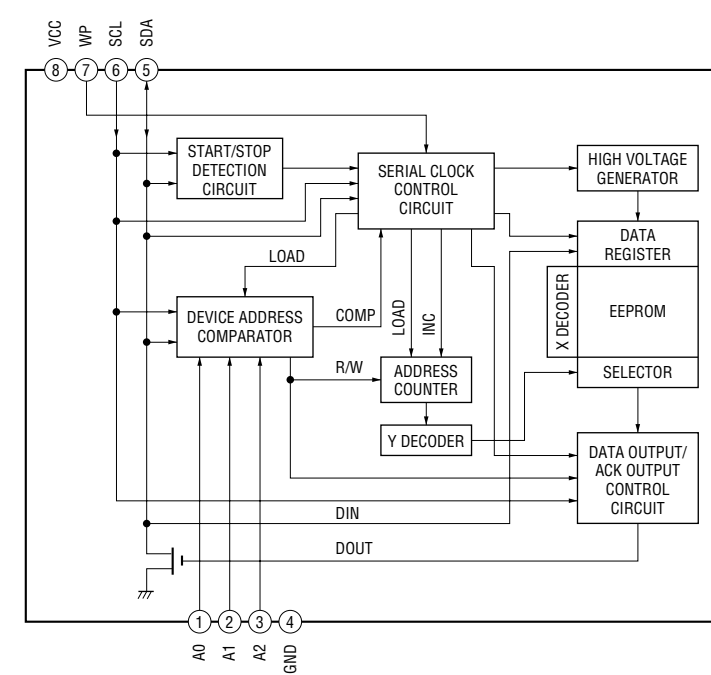 VCC
WP
SCL
SDA
8
7
6
5
START/STOP
DETECTION
CIRCUIT
SERIAL CLOCK
CONTROL
CIRCUIT
HIGH VOLTAGE
GENERATOR
DATA
REGISTER
LOAD
DEVICE ADDRESS
COMPARATOR
COMP
LOAD
INC
X DECODER
EEPROM
R/W
ADDRESS
COUNTER
SELECTOR
Y DECODER
DATA OUTPUT/
ACK OUTPUT
CONTROL
CIRCUIT
DIN
DOUT
1
2
3
4
A0
A1
A2
GND